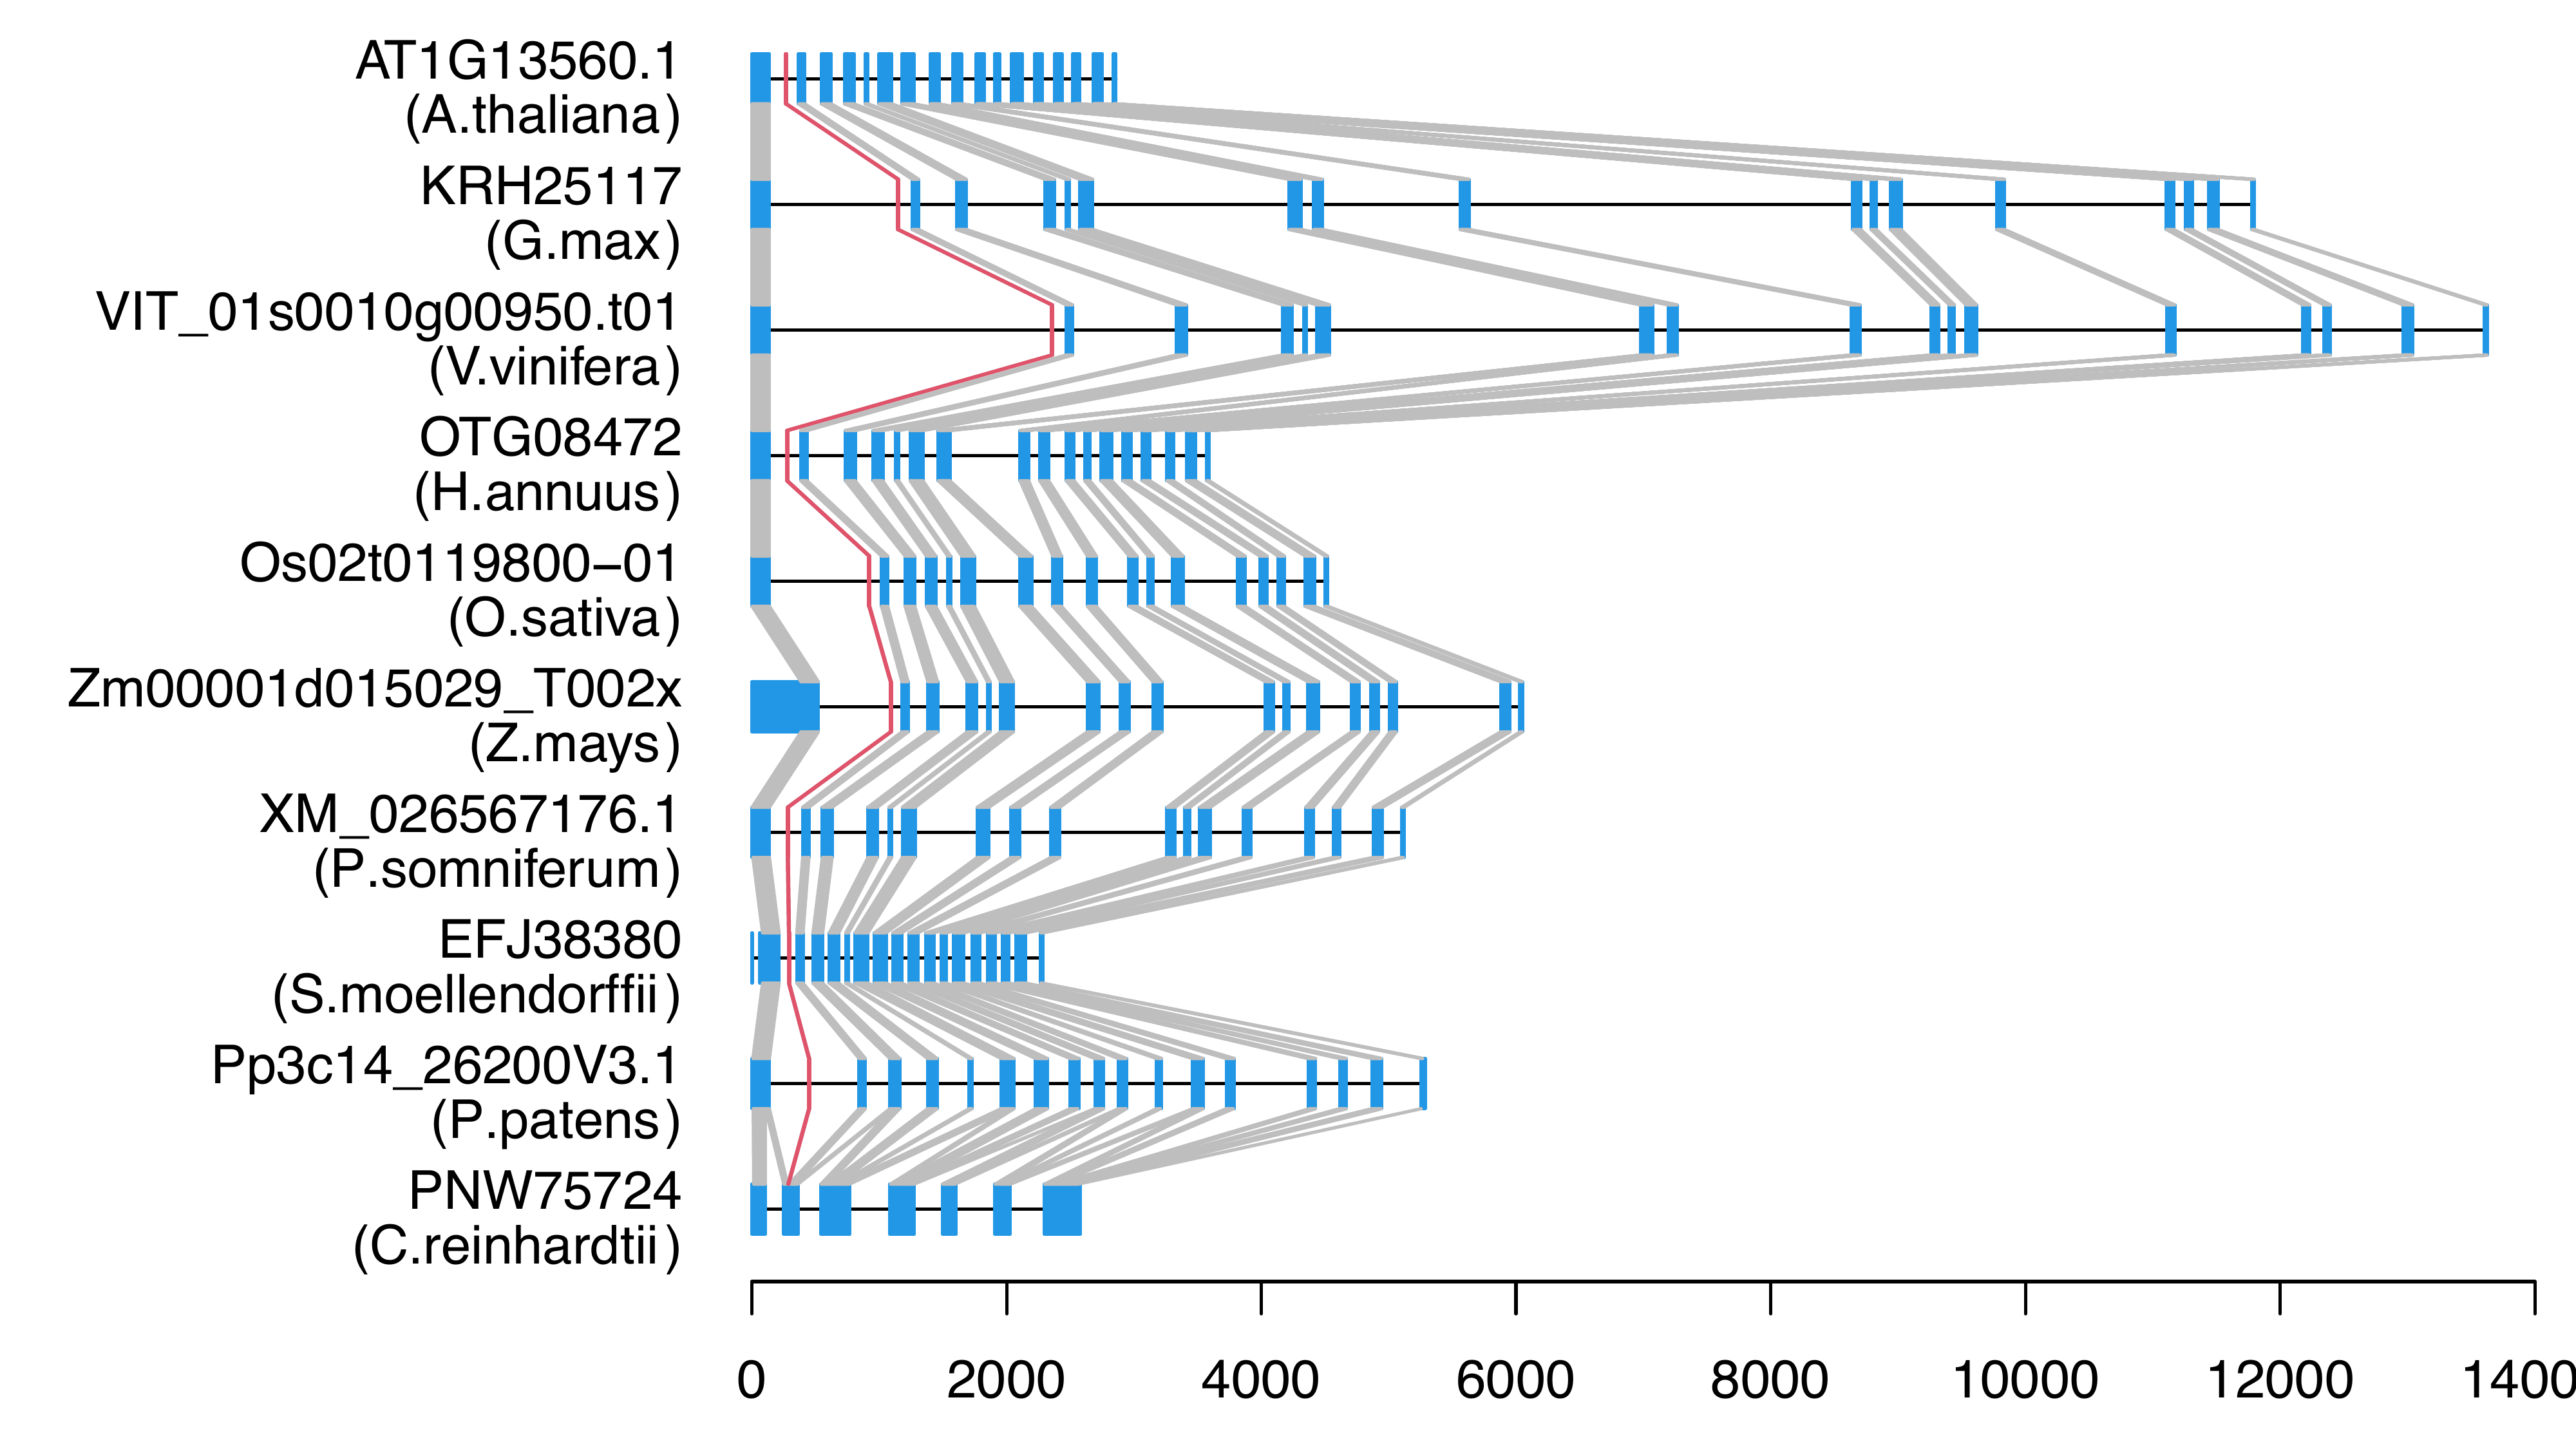 AT1G13560.1
(A.thaliana)
KRH25117
(G.max)
VIT_01s0010g00950.t01
(V.vinifera)
OTG08472
(H.annuus)
Os02t0119800−01
(O.sativa)
Zm00001d015029_T002x
(Z.mays)
XM_026567176.1
(P.somniferum)
EFJ38380
(S.moellendorffii)
Pp3c14_26200V3.1
(P.patens)
PNW75724
(C.reinhardtii)
0 2000 4000 6000 8000 10000 12000 1400